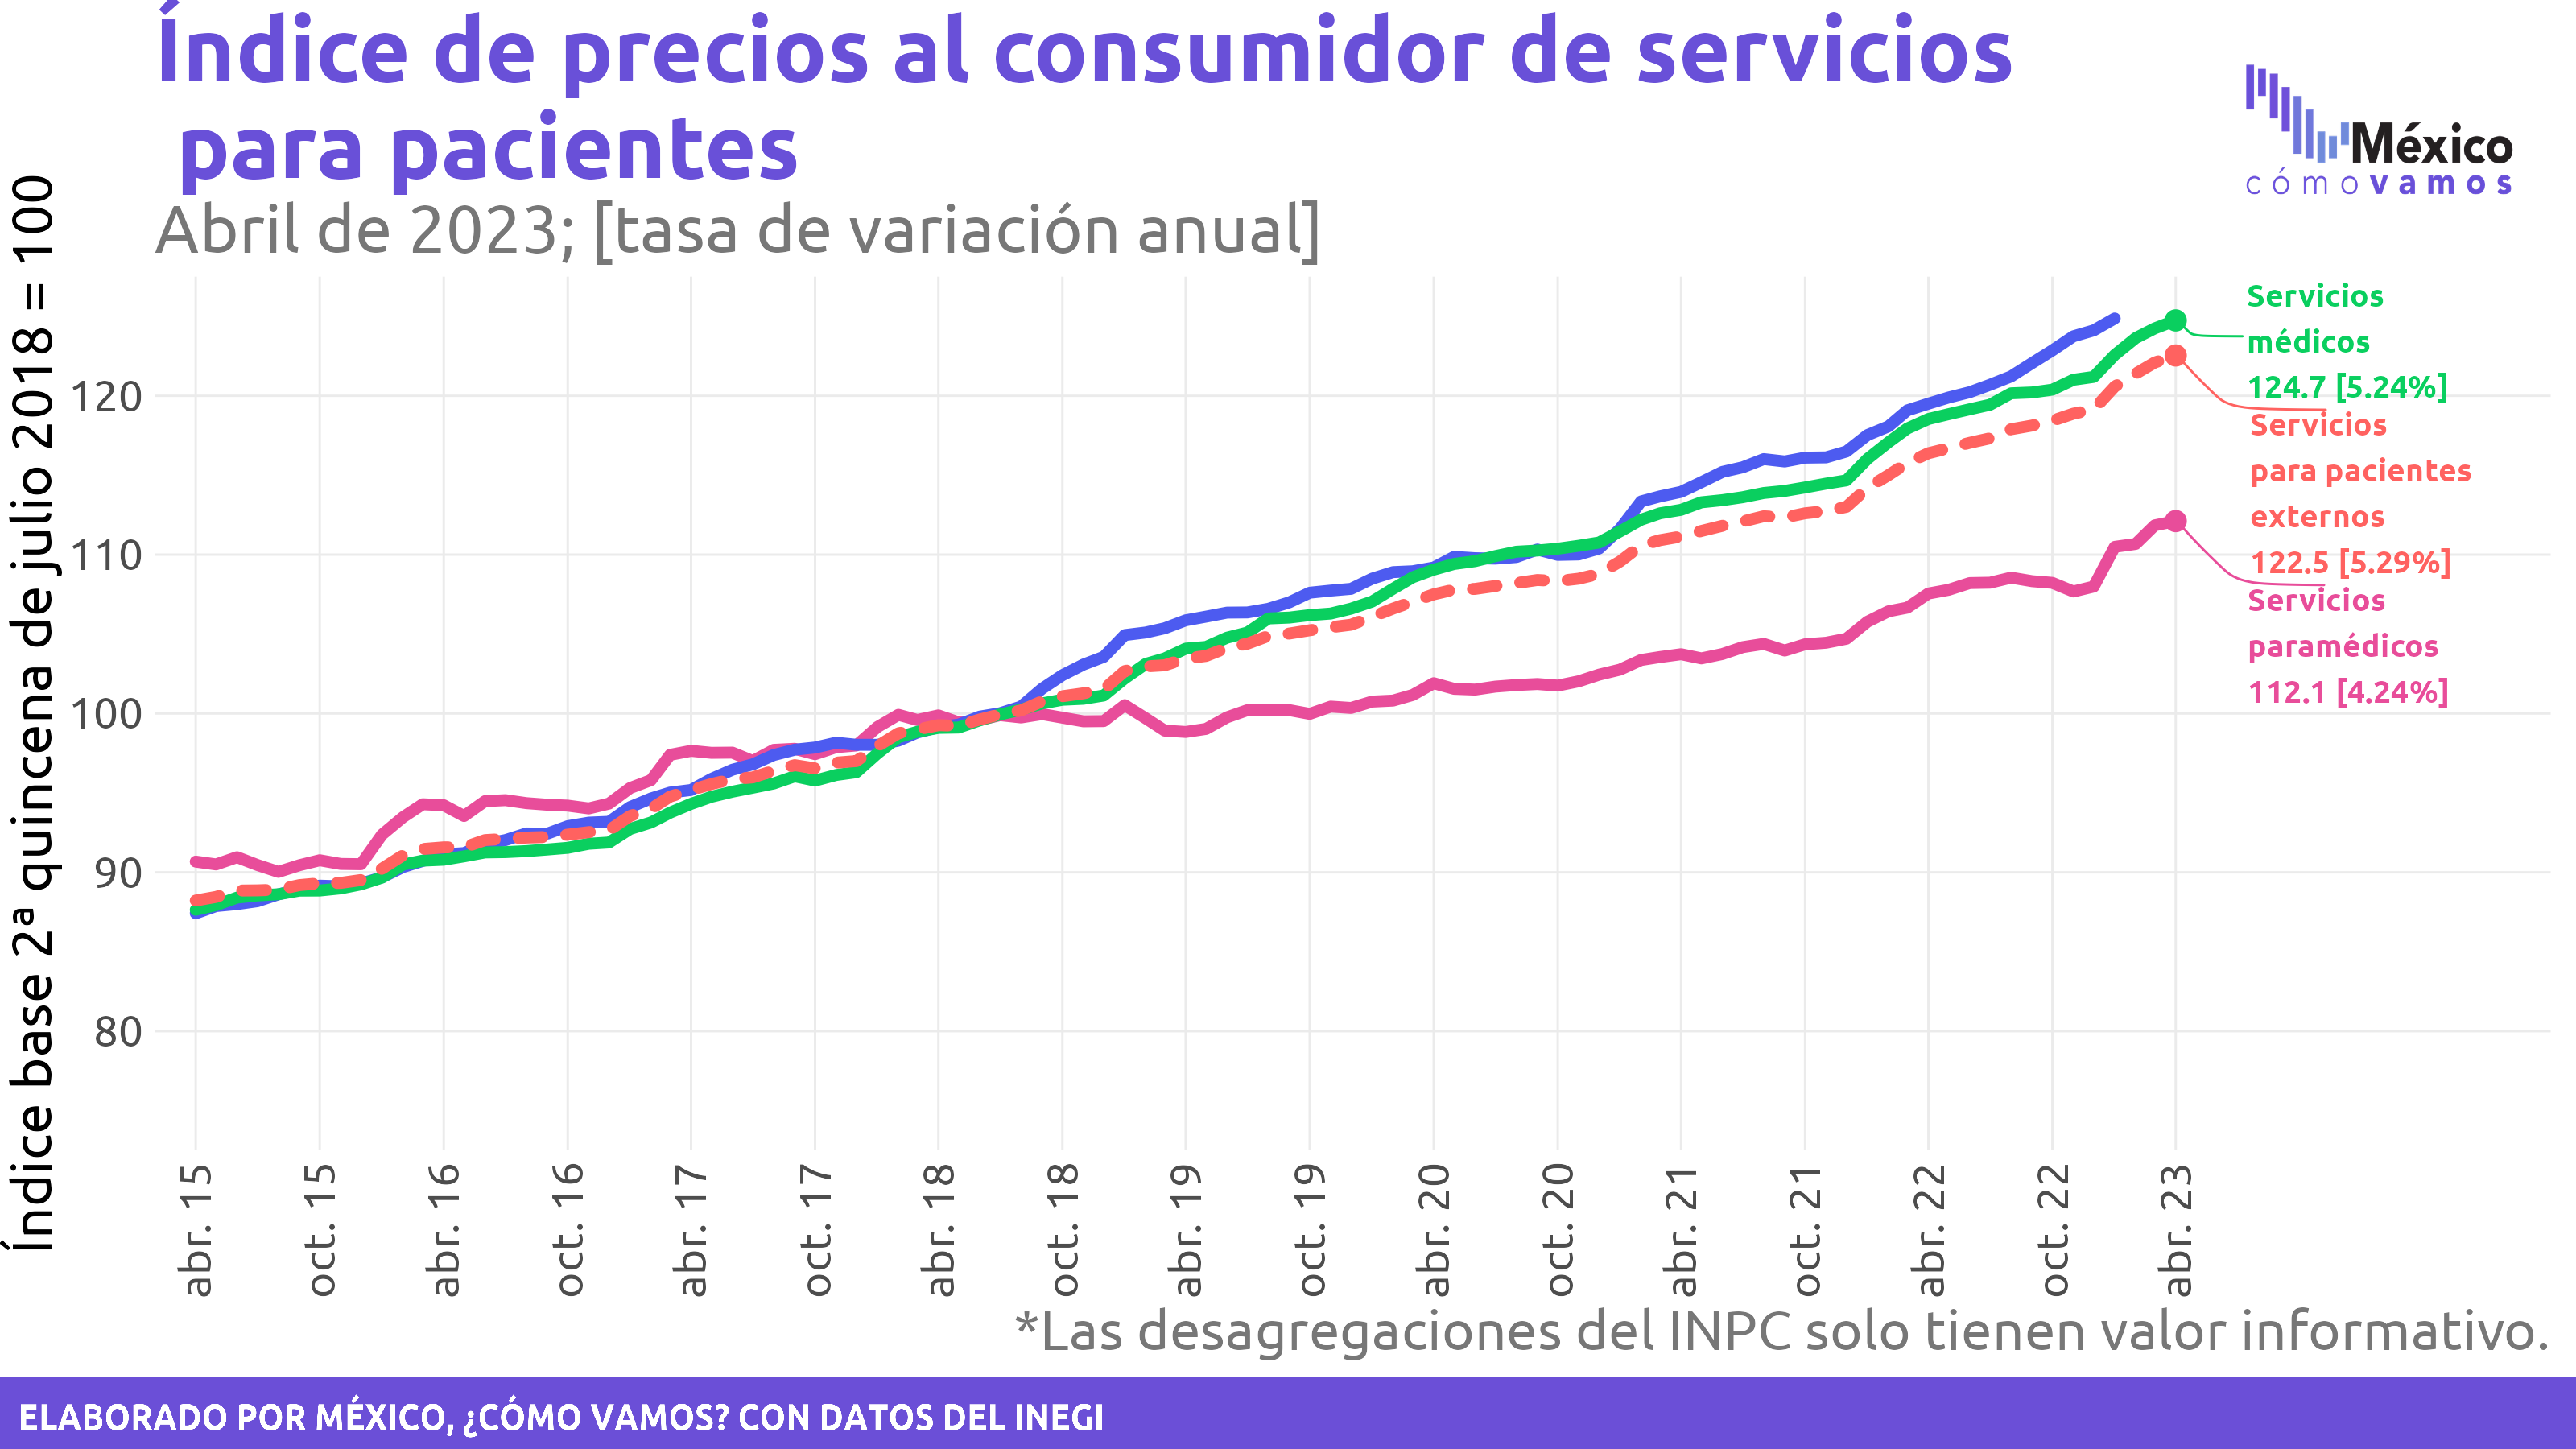 Índice de precios al consumidor de servicios
para pacientes
Abril de 2023; [tasa de variación anual]
México
cómo vamos
Índice base 2ª quincena de julio 2018 = 100
120
110
100
90
80
Servicios
médicos
124.7 [5.24%]
Servicios
para pacientes
externos
122.5 [5.29%]
Servicios
paramédicos
112.1 [4.24%]
abr. 15
oct. 15
abr. 16
oct. 16
abr. 17
oct. 17
abr. 18
oct. 18
abr. 19
oct. 19
abr. 20
oct. 20
abr. 21
oct. 21
abr. 22
oct. 22
abr. 23
*Las desagregaciones del INPC solo tienen valor informativo.
ELABORADO POR MÉXICO, ¿CÓMO VAMOS? CON DATOS DEL INEGI